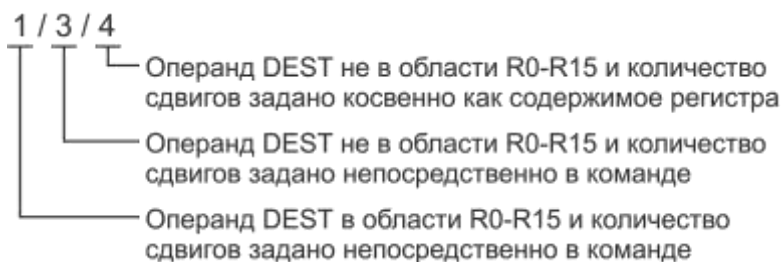 1 / 3 / 4
Операнд DEST не в области R0-R15 и количество
сдвигов задано косвенно как содержимое регистра
Операнд DEST не в области R0-R15 и количество
сдвигов задано непосредственно в команде
Операнд DEST в области R0-R15 и количество
сдвигов задано непосредственно в команде